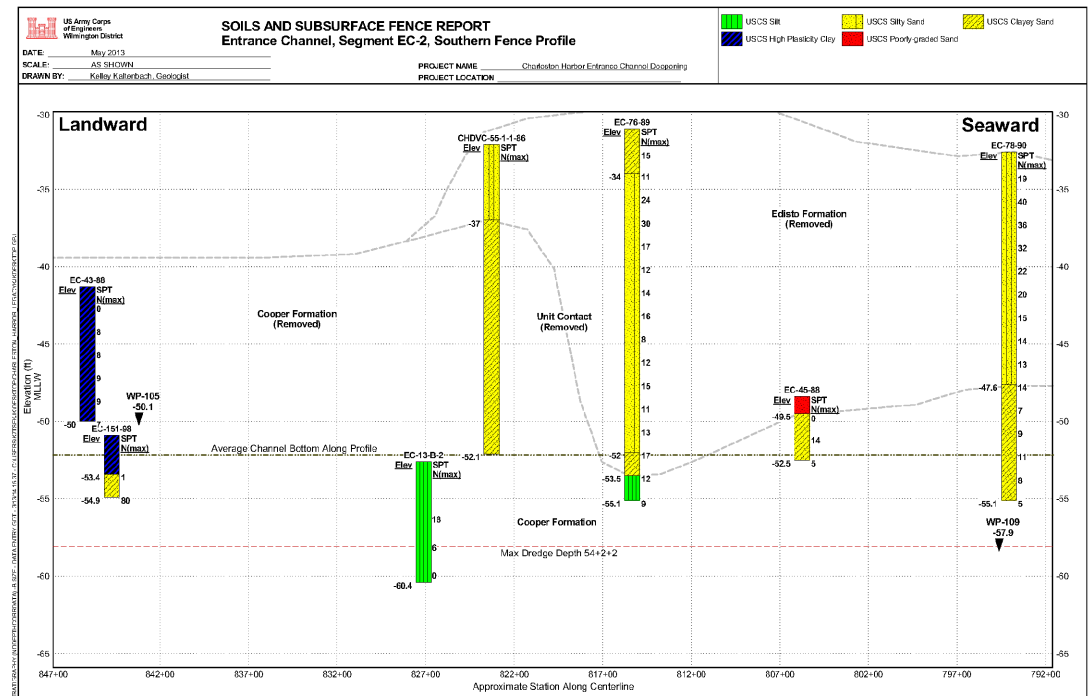 US Army Corps
of Engineers
Wilmington District
SOILS AND SUBSURFACE FENCE REPORT
Entrance Channel, Segment EC-2, Southern Fence Profile
DATE: May 2013
SCALE: AS SHOWN
DRAWN BY: Kelley Kaltenbach, Geologist
PROJECT NAME Charleston Harbor Entrance Channel Deepening
PROJECT LOCATION
USCS Silt
USCS Silty Sand
USCS Clayey Sand
USCS High Plasticity Clay
USCS Poorly-graded Sand
Landward
Seaward
Elevation (ft)
MLLW
-30
-35
-40
-45
-50
-55
-60
-65
EC-43-88
Elev SPT
N(max)
0
8
8
9
9
7
-50
WP-105
-50.1
EC-151-98
Elev SPT
N(max)
-53.4 1
-54.9 80
Cooper Formation
(Removed)
Average Channel Bottom Along Profile
EC-13-B-2
Elev SPT
N(max)
18
6
0
-60.4
CHDVC-55-1-1-86
Elev SPT
N(max)
-37
-52.1
Unit Contact
(Removed)
Cooper Formation
Max Dredge Depth 54+2+2
EC-76-89
Elev SPT
N(max)
15
-34 11
24
30
17
12
14
16
8
12
15
11
13
-52 17
-53.5 12
-55.1 9
Edisto Formation
(Removed)
EC-45-88
Elev SPT
N(max)
-49.5 0
14
-52.5 5
EC-78-90
Elev SPT
N(max)
19
40
36
32
22
20
15
14
13
-47.6 14
7
9
11
8
-55.1 5
WP-109
-57.9
-30
-35
-40
-45
-50
-55
-60
-65
847+00 842+00 837+00 832+00 827+00 822+00 817+00 812+00 807+00 802+00 797+00 792+00
Approximate Station Along Centerline